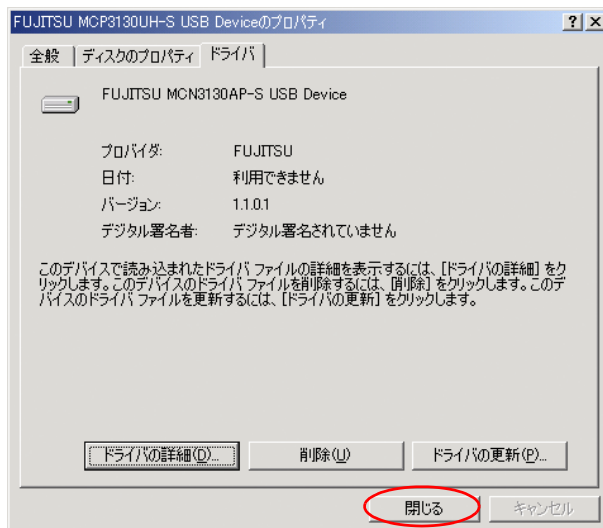 FUJITSU MCP3130UH-S USB Deviceのプロパティ
全般 ディスクのプロパティ ドライバ
FUJITSU MCN3130AP-S USB Device
プロバイダ: FUJITSU
日付: 利用できません
バージョン: 1.1.0.1
デジタル署名者: デジタル署名されていません
このデバイスで読み込まれたドライバ ファイルの詳細を表示するには、[ドライバの詳細] をク
リックします。このデバイスのドライバ ファイルを削除するには、[削除] をクリックします。このデ
バイスのドライバ ファイルを更新するには、[ドライバの更新] をクリックします。
ドライバの詳細(D)... 削除(U) ドライバの更新(P)...
閉じる キャンセル